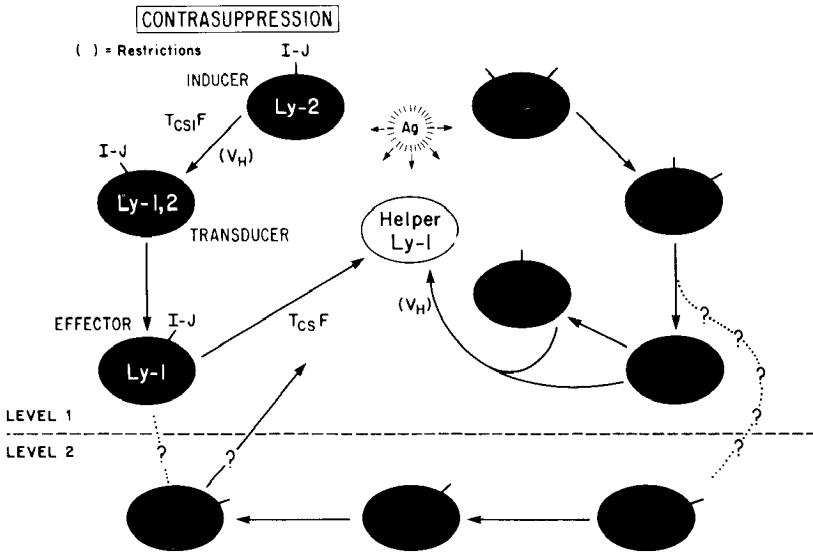 CONTRASUPPRESSION
( ) = Restrictions
I-J
INDUCER
Ly-2
TCSIF
(VH)
Ag
I-J
Ly-1,2
TRANSDUCER
Helper
Ly-1
EFFECTOR
I-J
Ly-1
TCSF
(VH)
?
?
?
?
?
LEVEL 1
LEVEL 2
?
?